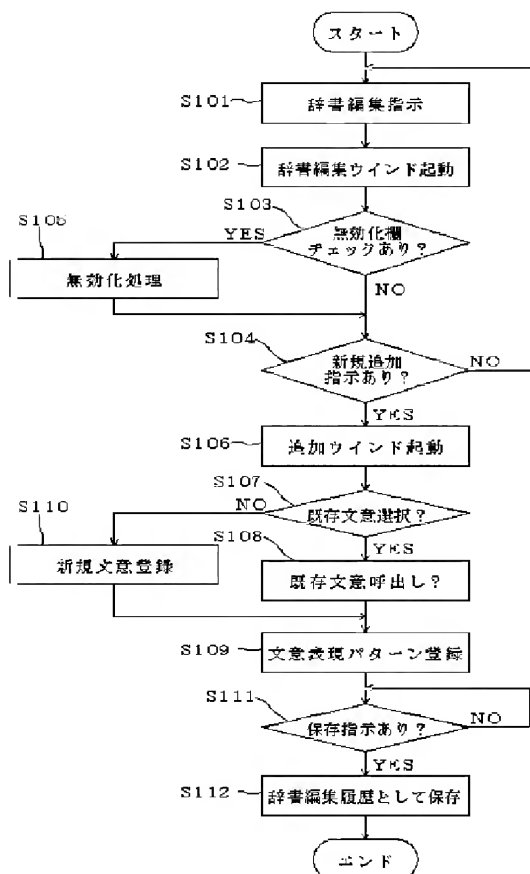 スタート
S101
辞書編集指示
S102
辞書編集ウインド起動
S103
無効化欄
チェックあり?
YES
S105
無効化処理
NO
S104
新規追加
指示あり?
NO
YES
S106
追加ウインド起動
S107
既存文意選択?
NO
S110
新規文意登録
YES
S108
既存文意呼出し?
S109
文意表現パターン登録
S111
保存指示あり?
NO
YES
S112
辞書編集履歴として保存
エンド